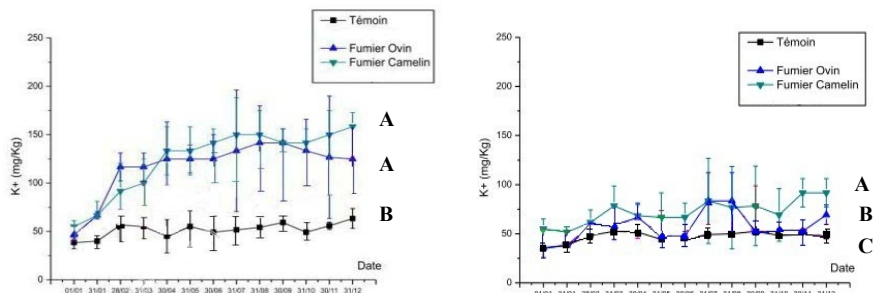 Témoin
Fumier Ovin
Fumier Camelin
K+ (mg/Kg)
250
200
150
100
50
0
A
A
B
Date
01/01
31/01
28/02
31/03
30/04
31/05
30/06
31/07
31/08
30/09
31/10
30/11
31/12
Témoin
Fumier Ovin
Fumier Camelin
K+ (mg/Kg)
250
200
150
100
50
0
A
B
C
Date